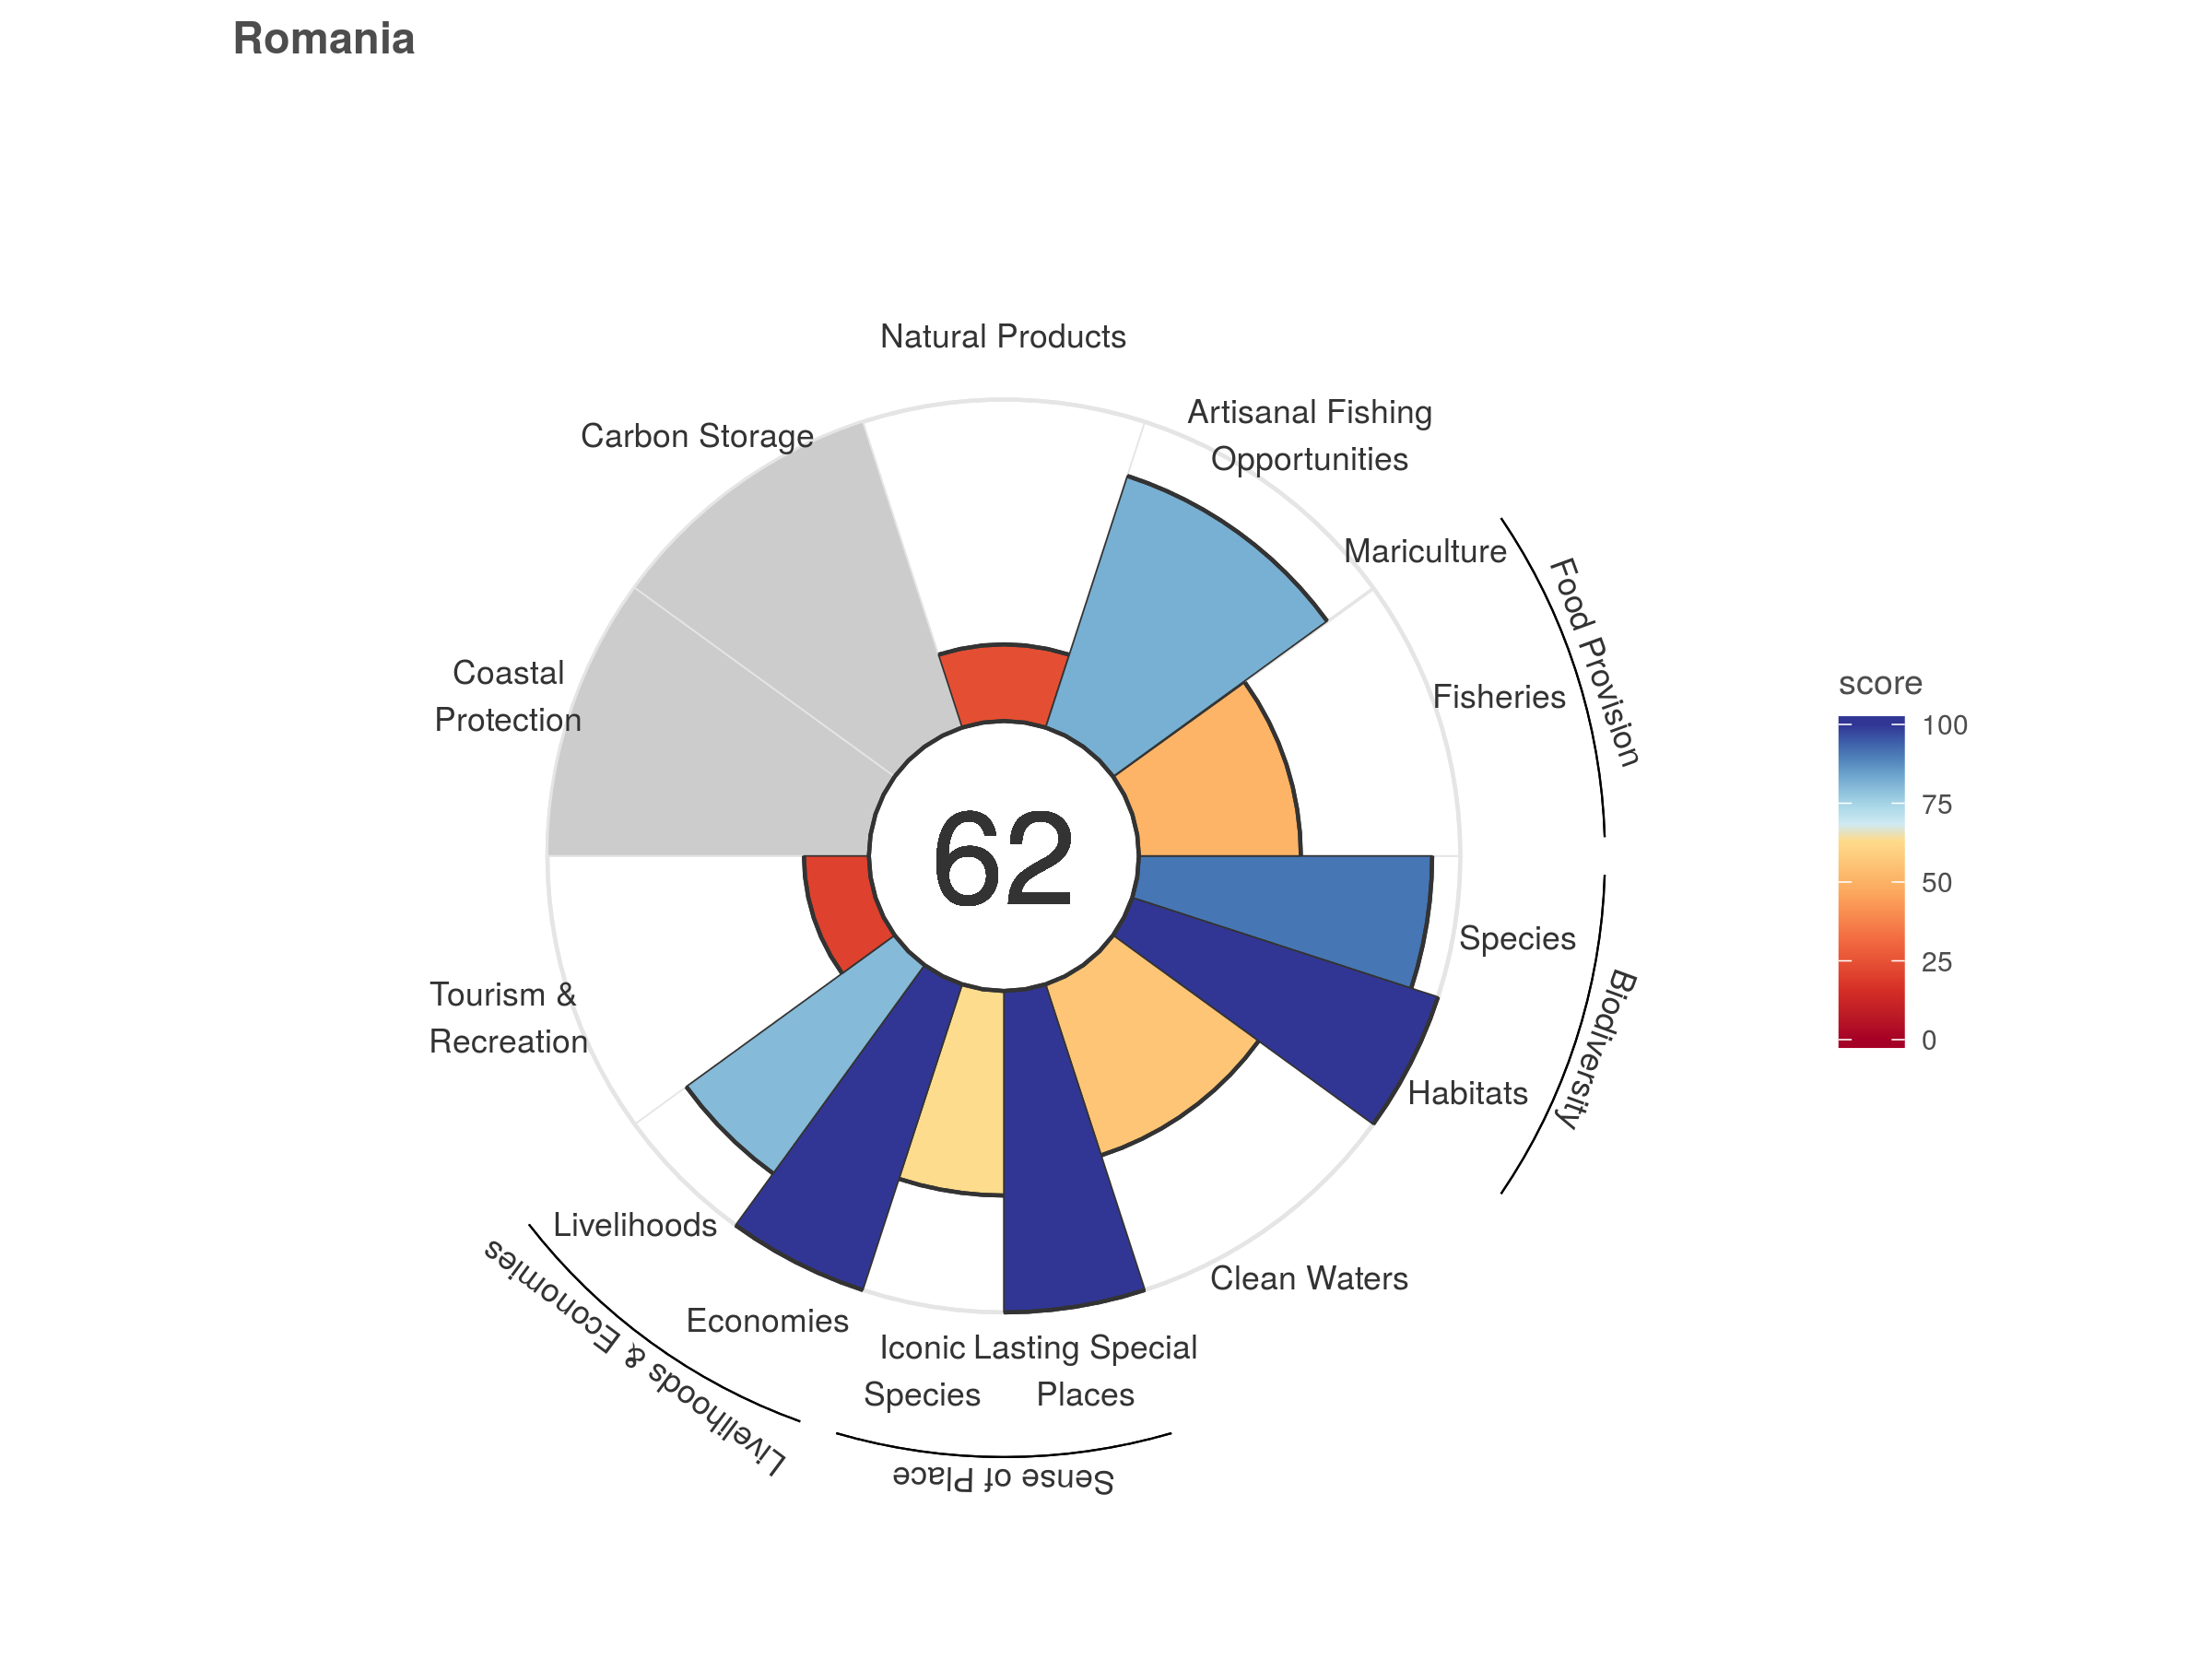 Romania
Natural Products
Artisanal Fishing
Opportunities
Carbon Storage
Mariculture
Food Provision
Fisheries
Coastal
Protection
score
100
75
50
25
0
62
Species
Biodiversity
Tourism &
Recreation
Habitats
Livelihoods
Clean Waters
Economies
Livelihoods & Economies
Iconic
Species
Lasting Special
Places
Sense of Place